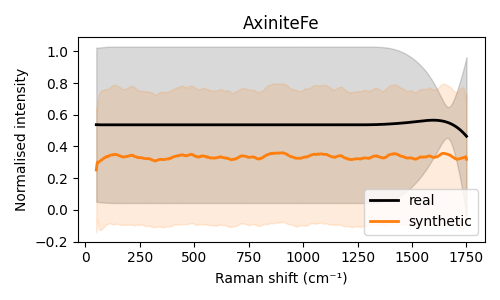 AxiniteFe
Normalised intensity
1.0
0.8
0.6
0.4
0.2
0.0
−0.2
real
synthetic
0 250 500 750 1000 1250 1500 1750
Raman shift (cm⁻¹)